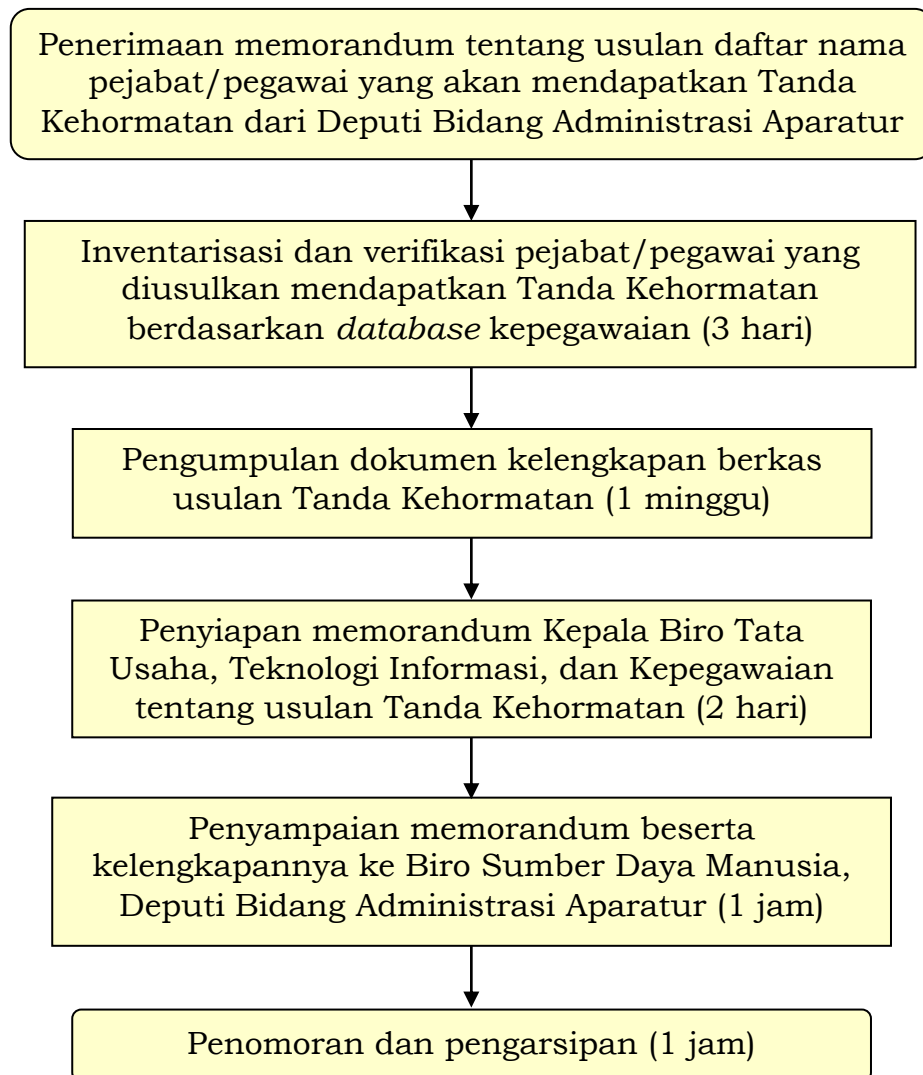 Penerimaan memorandum tentang usulan daftar nama
pejabat/pegawai yang akan mendapatkan Tanda
Kehormatan dari Deputi Bidang Administrasi Aparatur
Inventarisasi dan verifikasi pejabat/pegawai yang
diusulkan mendapatkan Tanda Kehormatan
berdasarkan database kepegawaian (3 hari)
Pengumpulan dokumen kelengkapan berkas
usulan Tanda Kehormatan (1 minggu)
Penyiapan memorandum Kepala Biro Tata
Usaha, Teknologi Informasi, dan Kepegawaian
tentang usulan Tanda Kehormatan (2 hari)
Penyampaian memorandum beserta
kelengkapannya ke Biro Sumber Daya Manusia,
Deputi Bidang Administrasi Aparatur (1 jam)
Penomoran dan pengarsipan (1 jam)